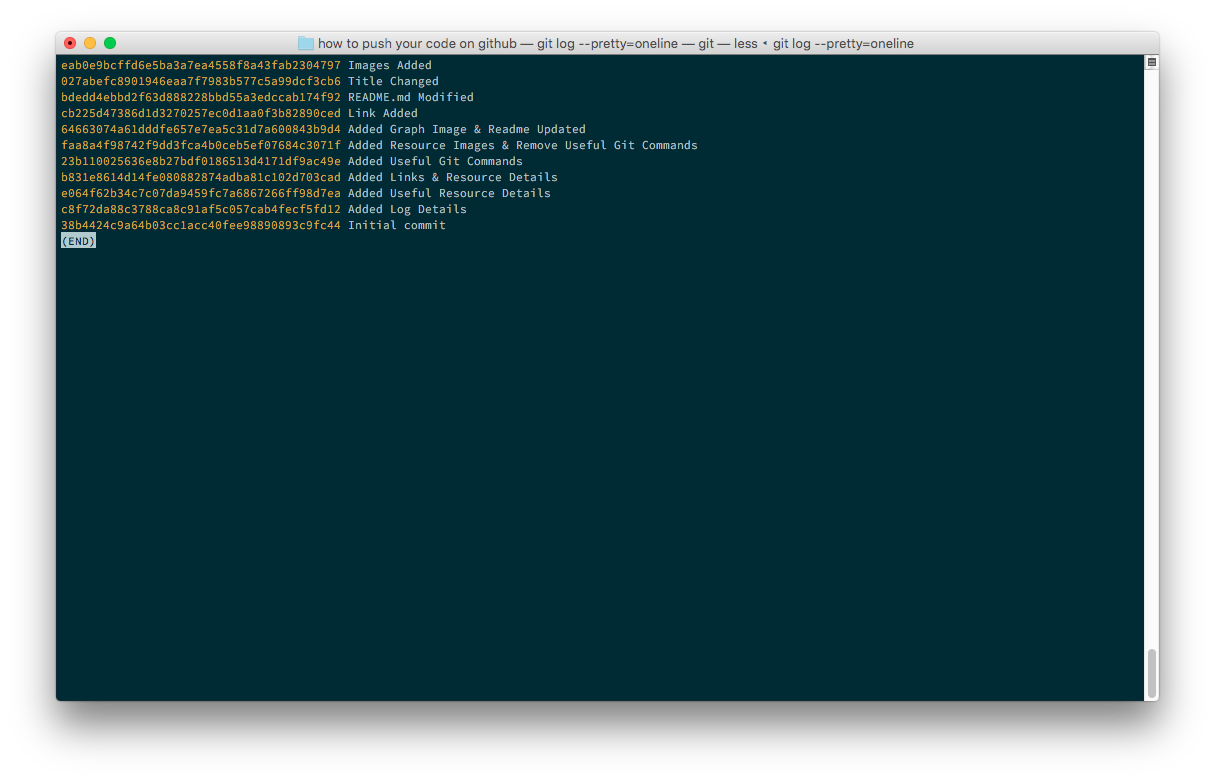 how to push your code on github — git log --pretty=oneline — git — less ‹ git log --pretty=oneline
eab0e9bcffd6e5ba3a7ea4558f8a43fab2304797 Images Added
027abefc8901946eaa7f7983b577c5a99dcf3cb6 Title Changed
bdedd4ebbd2f63d888228bbd55a3edccab174f92 README.md Modified
cb225d47386d1d3270257ec0d1aa0f3b82890ced Link Added
64663074a61dddfe657e7ea5c31d7a600843b9d4 Added Graph Image & Readme Updated
faa8a4f98742f9dd3fca4b0ceb5ef07684c3071f Added Resource Images & Remove Useful Git Commands
23b110025636e8b27bdf0186513d4171df9ac49e Added Useful Git Commands
b831e8614d14fe080882874adba81c102d703cad Added Links & Resource Details
e064f62b34c7c07da9459fc7a6867266ff98d7ea Added Useful Resource Details
c8f72da88c3788ca8c91af5c057cab4fecf5fd12 Added Log Details
38b4424c9a64b03cc1acc40fee98890893c9fc44 Initial commit
(END)